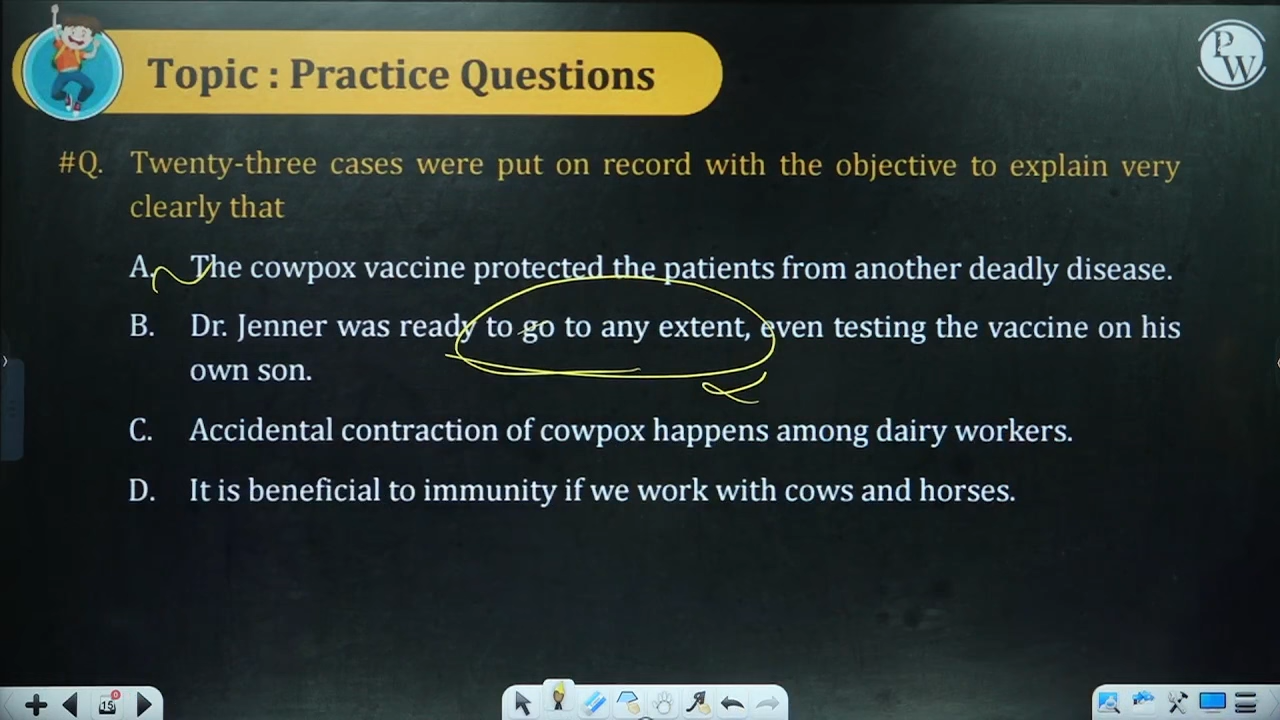 Topic : Practice Questions
PW
#Q. Twenty-three cases were put on record with the objective to explain very
clearly that
A. The cowpox vaccine protected the patients from another deadly disease.
B. Dr. Jenner was ready to go to any extent, even testing the vaccine on his
own son.
C. Accidental contraction of cowpox happens among dairy workers.
D. It is beneficial to immunity if we work with cows and horses.
15
0